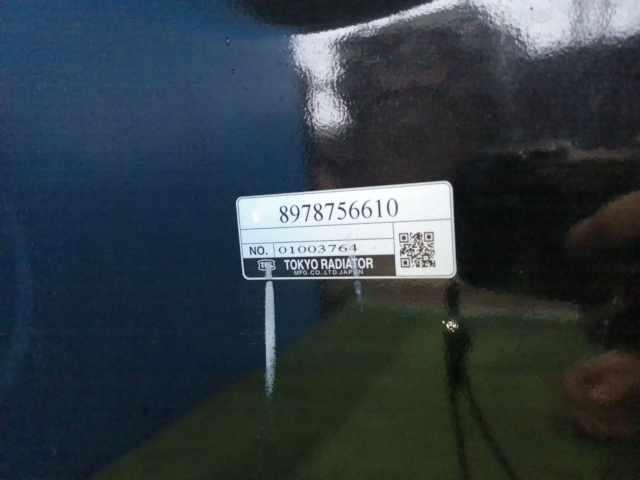 8978756610
NO. 01003764
TOKYO RADIATOR
MFG.CO.,LTD.JAPAN